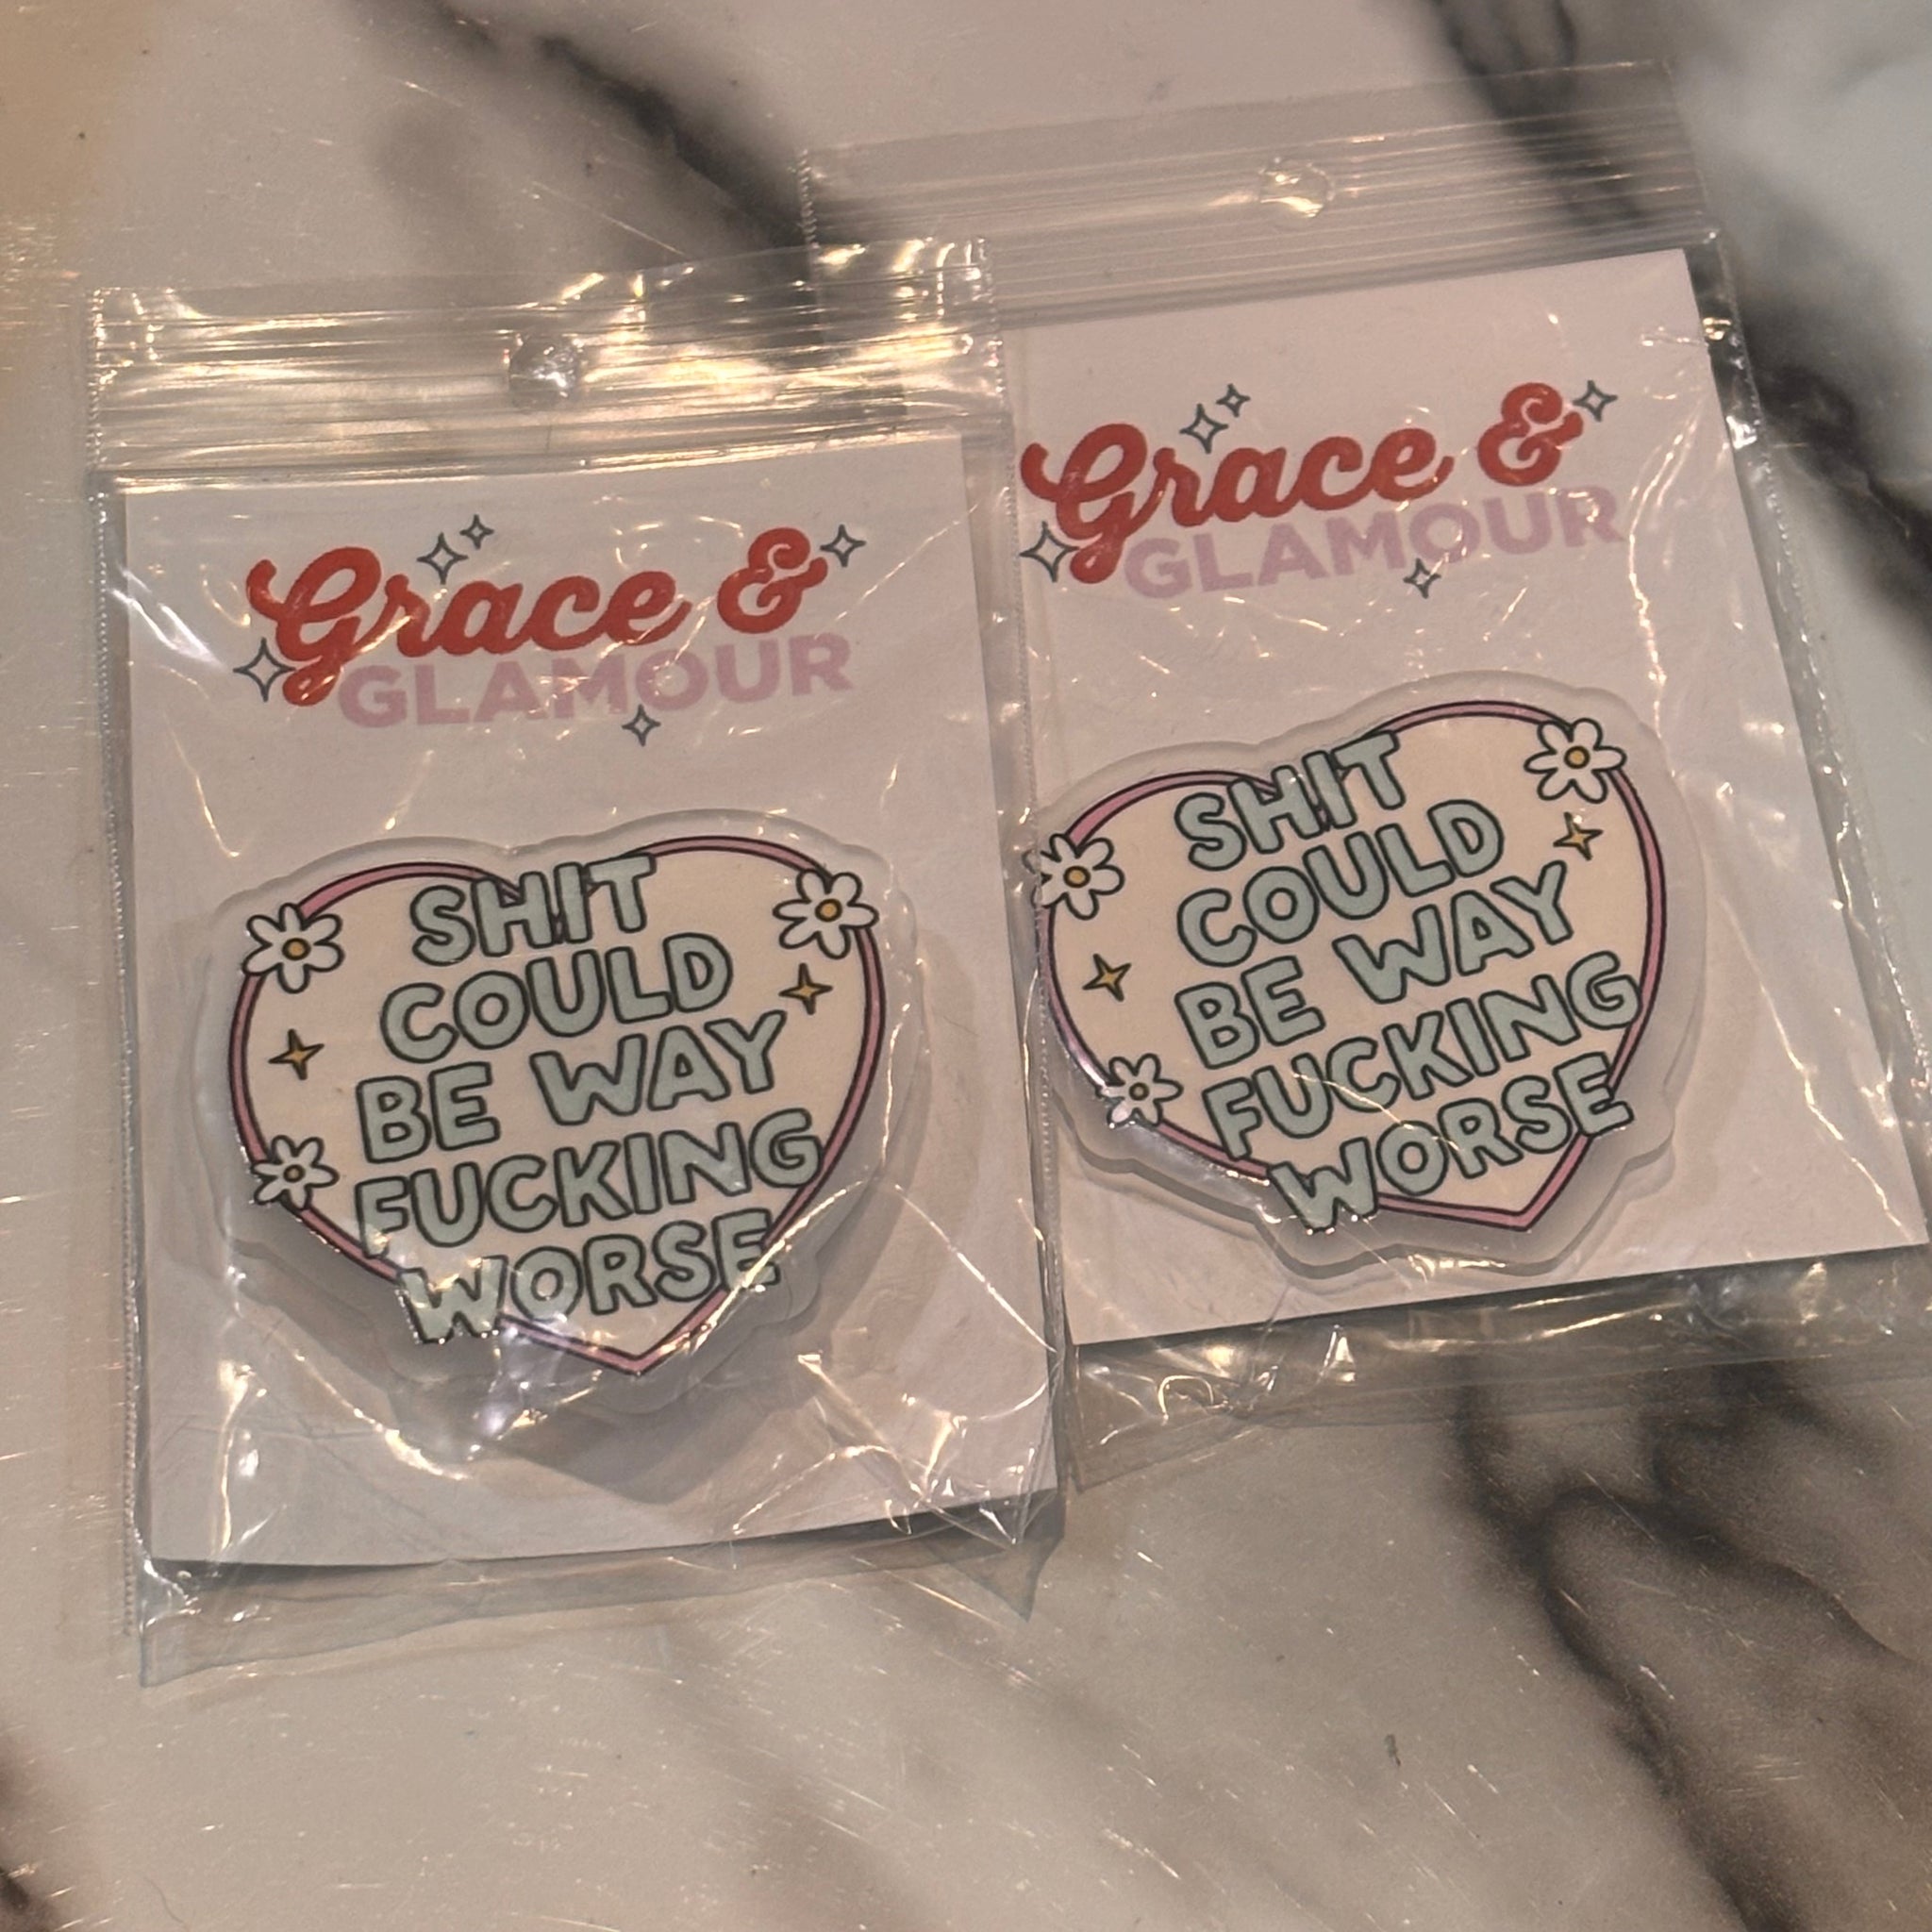 Grace &
GLAMOUR
SHIT
COULD
BE WAY
FUCKING
WORSE
Grace &
GLAMOUR
SHIT
COULD
BE WAY
FUCKING
WORSE